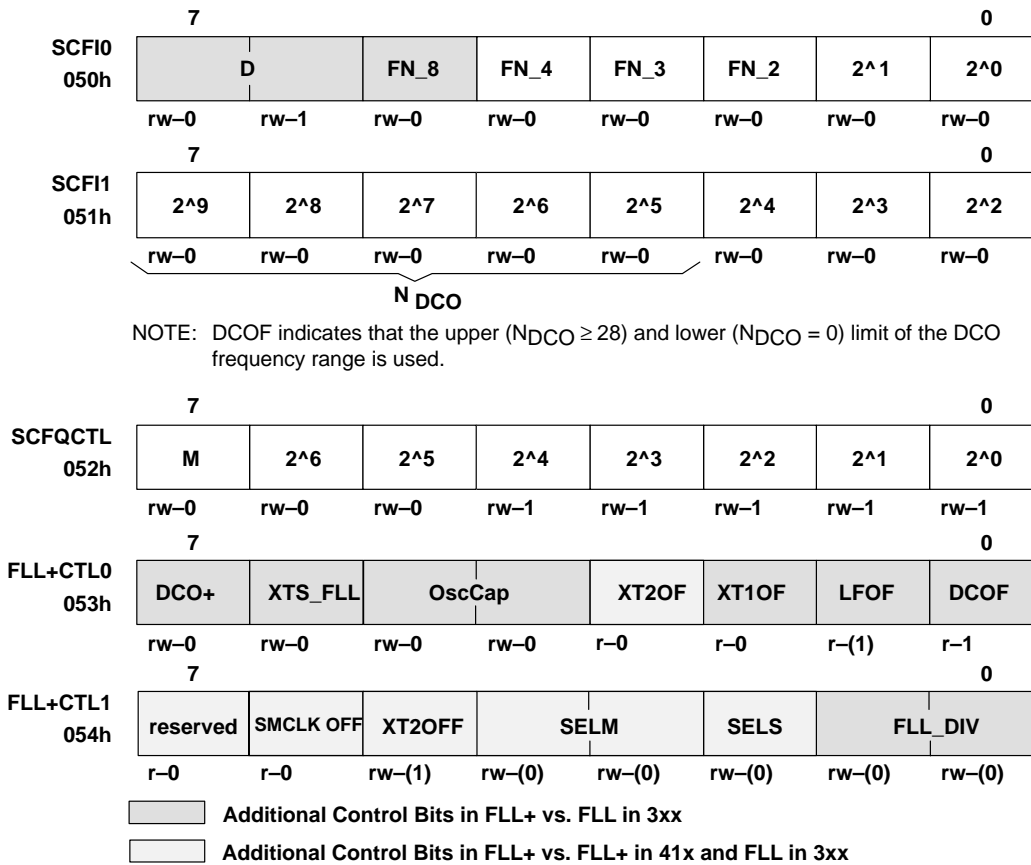 7 0
SCFI0
050h
D FN_8 FN_4 FN_3 FN_2 2^1 2^0
rw–0 rw–1 rw–0 rw–0 rw–0 rw–0 rw–0 rw–0
7 0
SCFI1
051h
2^9 2^8 2^7 2^6 2^5 2^4 2^3 2^2
rw–0 rw–0 rw–0 rw–0 rw–0 rw–0 rw–0 rw–0
N DCO
NOTE: DCOF indicates that the upper (NDCO ≥ 28) and lower (NDCO = 0) limit of the DCO
frequency range is used.
7 0
SCFQCTL
052h
M 2^6 2^5 2^4 2^3 2^2 2^1 2^0
rw–0 rw–0 rw–0 rw–1 rw–1 rw–1 rw–1 rw–1
7 0
FLL+CTL0
053h
DCO+ XTS_FLL OscCap XT2OF XT1OF LFOF DCOF
rw–0 rw–0 rw–0 rw–0 r–0 r–0 r–(1) r–1
7 0
FLL+CTL1
054h
reserved SMCLK OFF XT2OFF SELM SELS FLL_DIV
r–0 r–0 rw–(1) rw–(0) rw–(0) rw–(0) rw–(0) rw–(0)
Additional Control Bits in FLL+ vs. FLL in 3xx
Additional Control Bits in FLL+ vs. FLL+ in 41x and FLL in 3xx